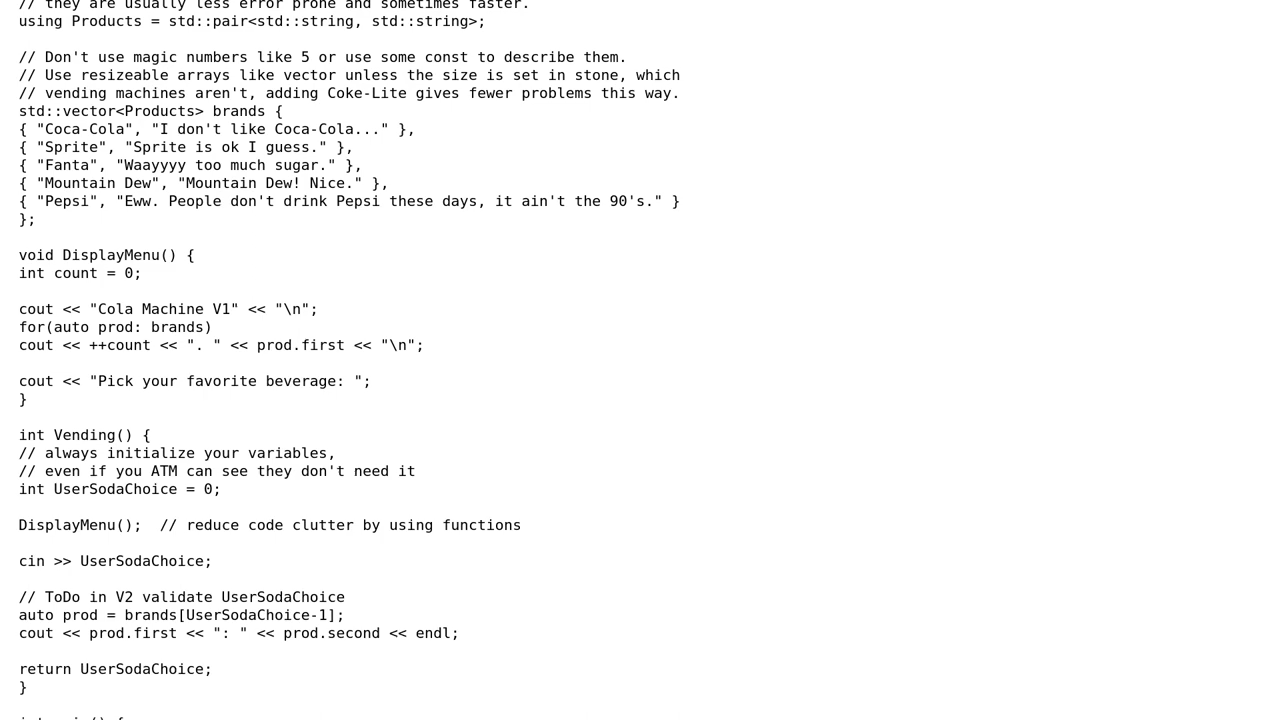 // they are usually less error prone and sometimes faster.
using Products = std::pair<std::string, std::string>;
// Don't use magic numbers like 5 or use some const to describe them.
// Use resizeable arrays like vector unless the size is set in stone, which
// vending machines aren't, adding Coke-Lite gives fewer problems this way.
std::vector<Products> brands {
{ "Coca-Cola", "I don't like Coca-Cola..." },
{ "Sprite", "Sprite is ok I guess." },
{ "Fanta", "Waayyyy too much sugar." },
{ "Mountain Dew", "Mountain Dew! Nice." },
{ "Pepsi", "Eww. People don't drink Pepsi these days, it ain't the 90's." }
};
void DisplayMenu() {
int count = 0;
cout << "Cola Machine V1" << "\n";
for(auto prod: brands)
cout << ++count << ". " << prod.first << "\n";
cout << "Pick your favorite beverage: ";
}
int Vending() {
// always initialize your variables,
// even if you ATM can see they don't need it
int UserSodaChoice = 0;
DisplayMenu();  // reduce code clutter by using functions
cin >> UserSodaChoice;
// ToDo in V2 validate UserSodaChoice
auto prod = brands[UserSodaChoice-1];
cout << prod.first << ": " << prod.second << endl;
return UserSodaChoice;
}